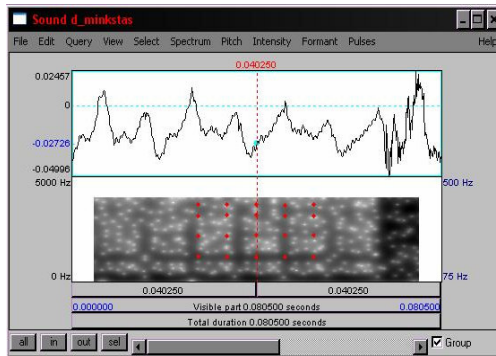 Sound d_minkstas
File Edit Query View Select Spectrum Pitch Intensity Formant Pulses Help
0.040250
0.02457
0
-0.02726
-0.04996
5000 Hz 500 Hz
0 Hz 75 Hz
0.040250 0.040250
0.000000 Visible part 0.080500 seconds 0.080500
Total duration 0.080500 seconds
all in out sel Group